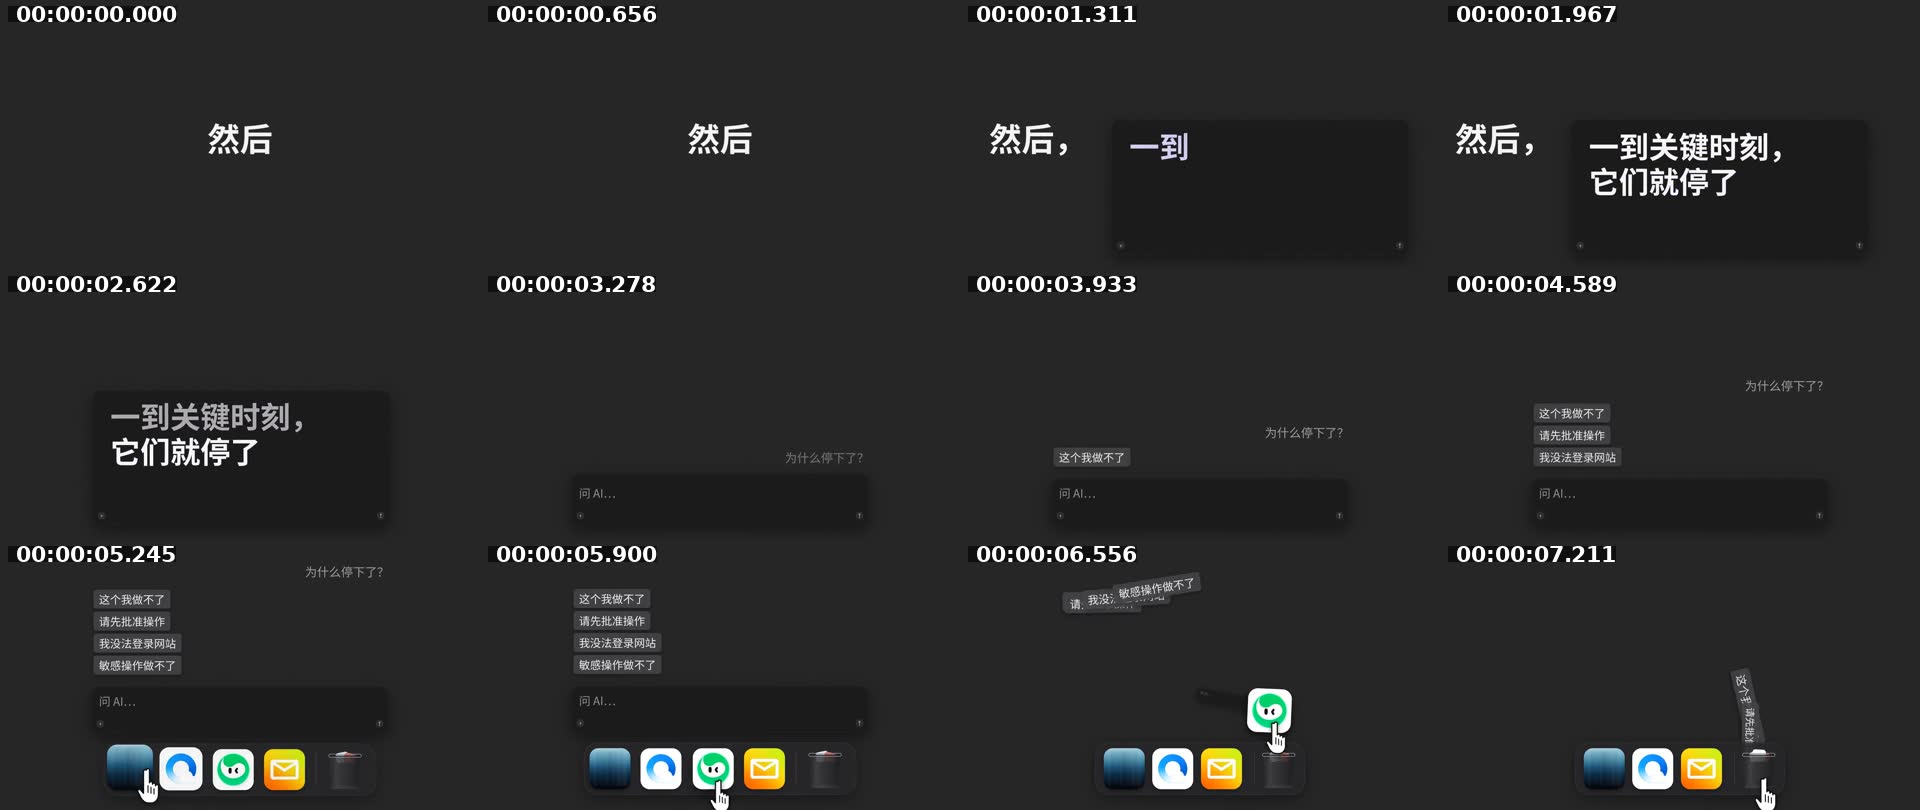 00:00:00.000
然后
00:00:00.656
然后
00:00:01.311
然后，
一到
00:00:01.967
然后，
一到关键时刻，
它们就停了
00:00:02.622
一到关键时刻，
它们就停了
00:00:03.278
为什么停下了？
问 AI...
00:00:03.933
为什么停下了？
这个我做不了
问 AI...
00:00:04.589
为什么停下了？
这个我做不了
请先批准操作
我没法登录网站
问 AI...
00:00:05.245
为什么停下了？
这个我做不了
请先批准操作
我没法登录网站
敏感操作做不了
问 AI...
00:00:05.900
这个我做不了
请先批准操作
我没法登录网站
敏感操作做不了
问 AI...
00:00:06.556
请
我没
敏感操作做不了
00:00:07.211
这个
请先批